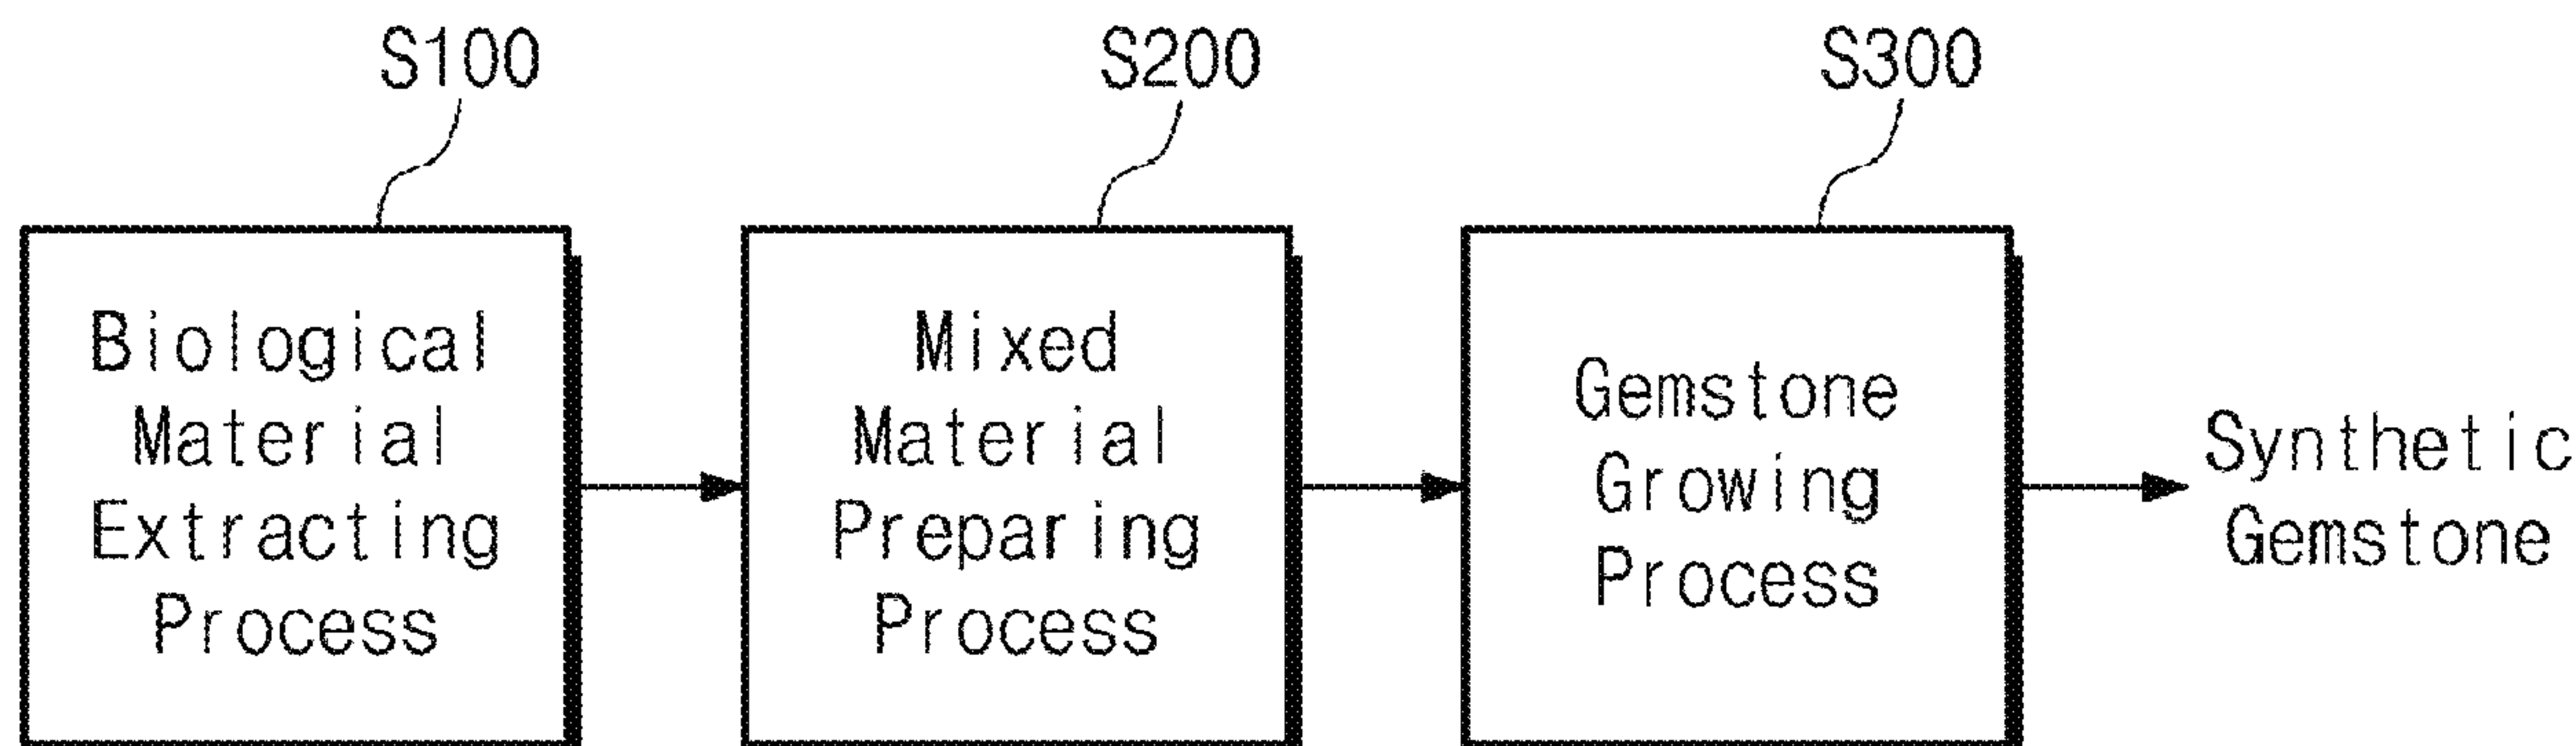 S100
S200
S300
Biological
Material
Extracting
Process
Mixed
Material
Preparing
Process
Gemstone
Growing
Process
Synthetic
Gemstone